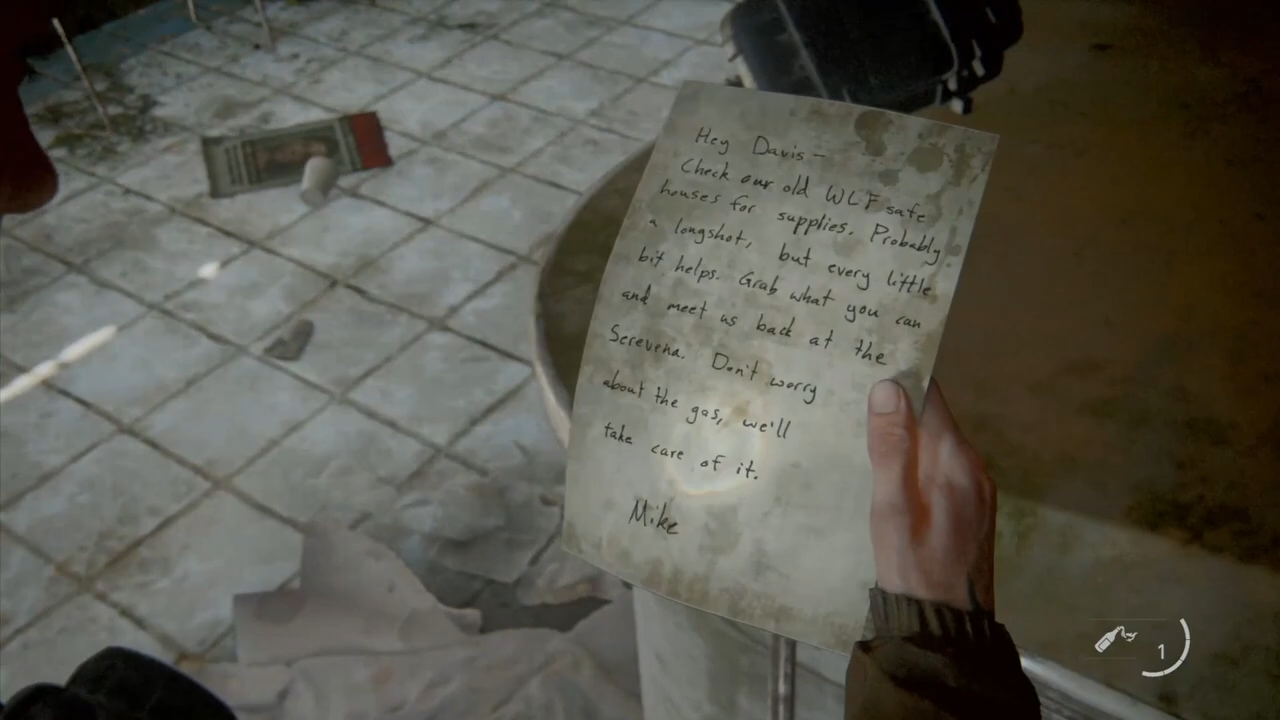 Hey Davis -
Check our old WLF safe
houses for supplies. Probably
a longshot, but every little
bit helps. Grab what you can
and meet us back at the
Serevena. Don't worry
about the gas, we'll
take care of it.
Mike
1